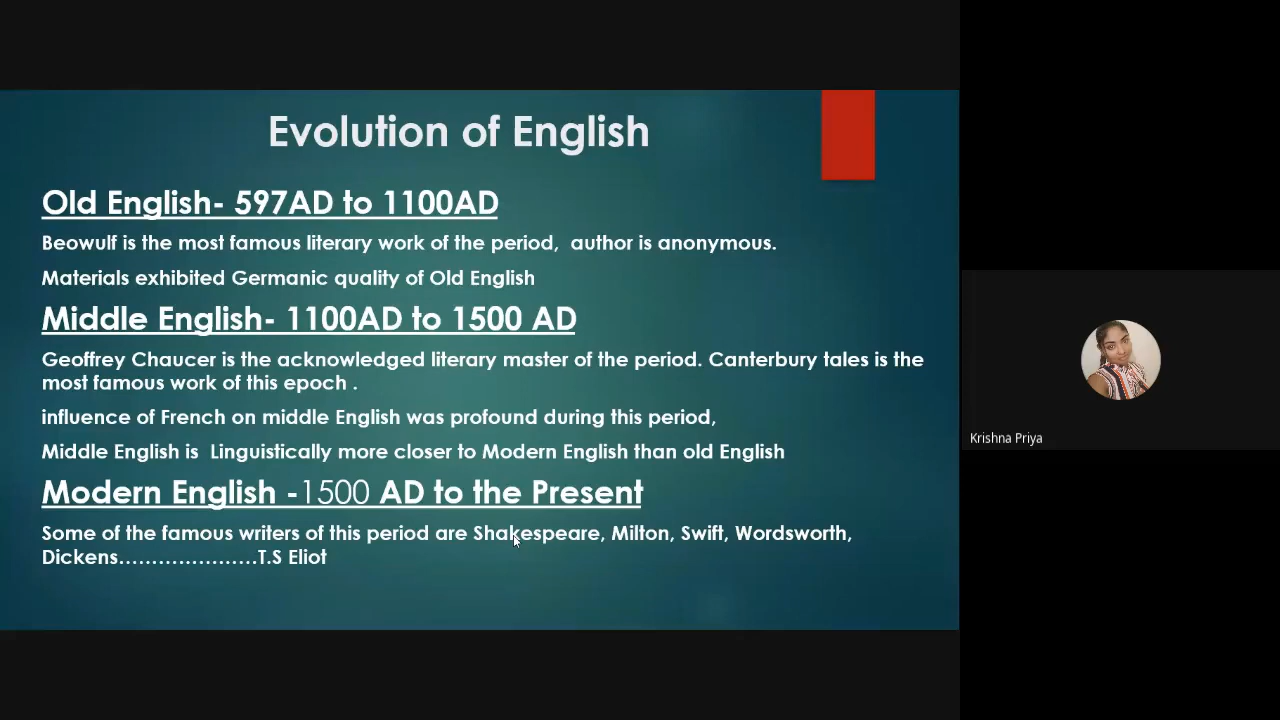 Evolution of English
Old English- 597AD to 1100AD
Beowulf is the most famous literary work of the period,  author is anonymous.
Materials exhibited Germanic quality of Old English
Middle English- 1100AD to 1500 AD
Geoffrey Chaucer is the acknowledged literary master of the period. Canterbury tales is the
most famous work of this epoch .
influence of French on middle English was profound during this period,
Middle English is  Linguistically more closer to Modern English than old English
Modern English -1500 AD to the Present
Some of the famous writers of this period are Shakespeare, Milton, Swift, Wordsworth,
Dickens…………………T.S Eliot
Krishna Priya